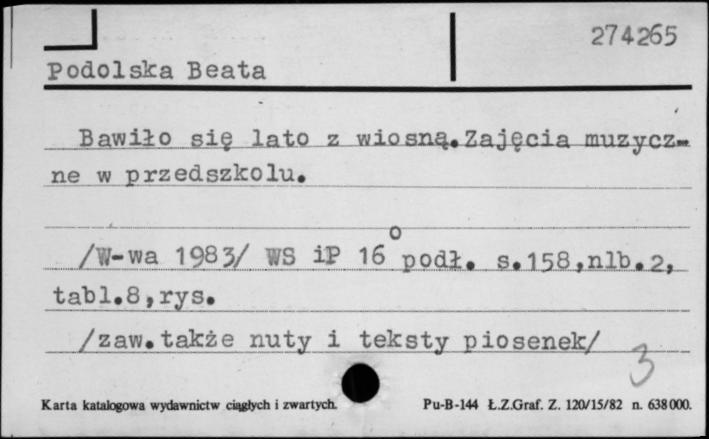 274265
Podolska Beata
Bawiło się lato z wiosną.Zajęcia muzycz-
ne w przedszkolu.
/W-wa 1983/ WS iP 16° podł. s.158,nlb.2,
tabl.8,rys.
/zaw.także nuty i teksty piosenek/
3
Karta katalogowa wydawnictw ciągłych i zwartych. Pu-B-144 Ł.Z.Graf. Z. 120/15/82 n. 638000.